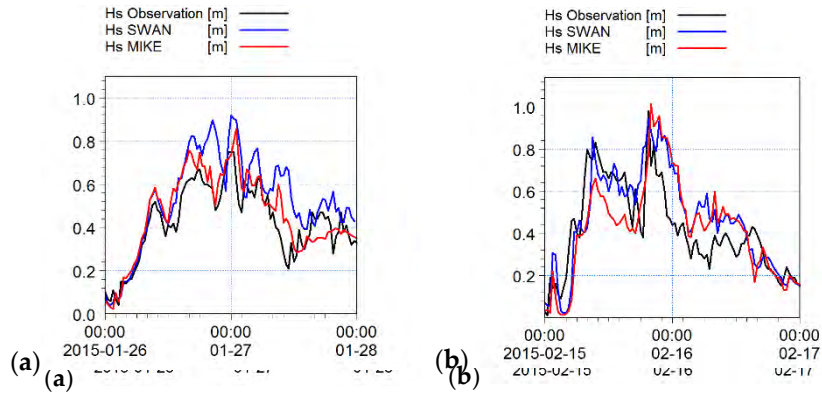 Hs Observation [m]
Hs SWAN [m]
Hs MIKE [m]
1.0
0.8
0.6
0.4
0.2
0.0
00:00 00:00 00:00
2015-01-26 01-27 01-28
(a)
(a)
Hs Observation [m]
Hs SWAN [m]
Hs MIKE [m]
1.0
0.8
0.6
0.4
0.2
00:00 00:00 00:00
2015-02-15 02-16 02-17
(b)
(b) 2015-02-15 02-16 02-17